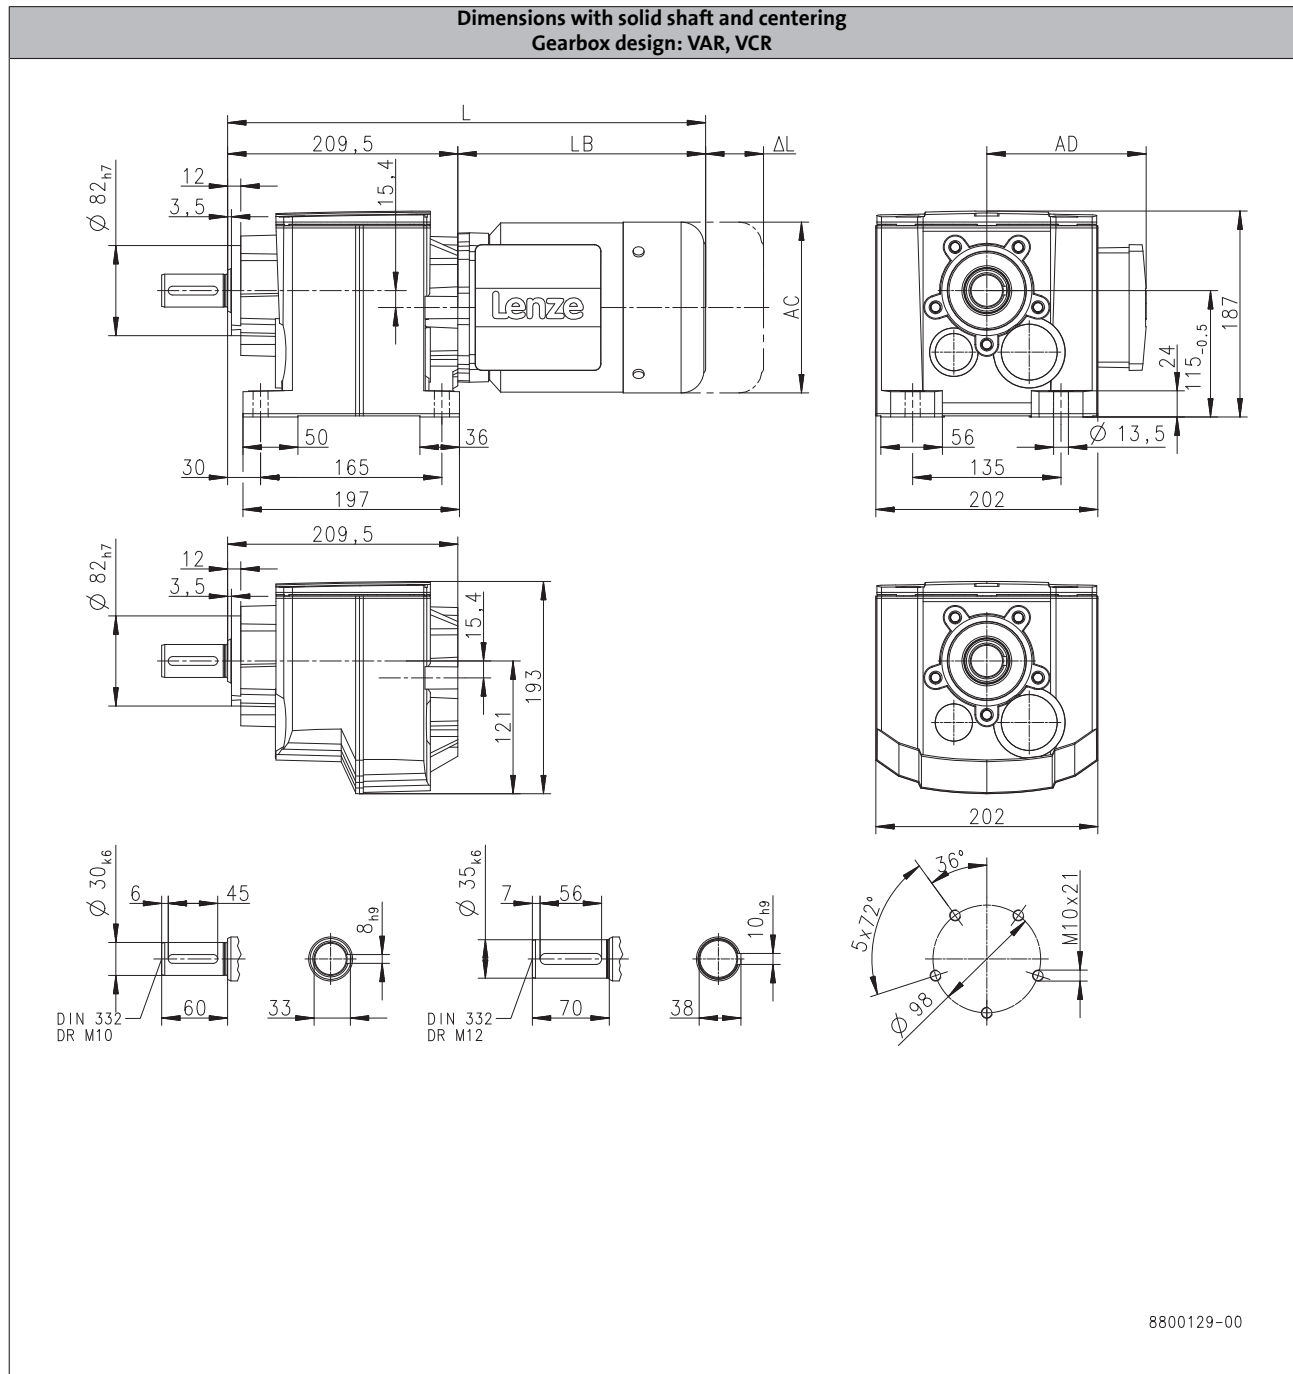 Dimensions with solid shaft and centering
Gearbox design: VAR, VCR
L
209,5
LB
ΔL
AD
12
15,4
3,5
Ø 82h7
Lenze
AC
187
115-0.5
24
50
36
56
Ø 13,5
30
165
135
197
202
209,5
12
3,5
Ø 82h7
15,4
193
121
202
Ø 30k6
6
45
8h9
Ø 35k6
7
56
10h9
36°
5x72°
M10x21
60
33
70
38
Ø 98
DIN 332
DR M10
DIN 332
DR M12
8800129-00